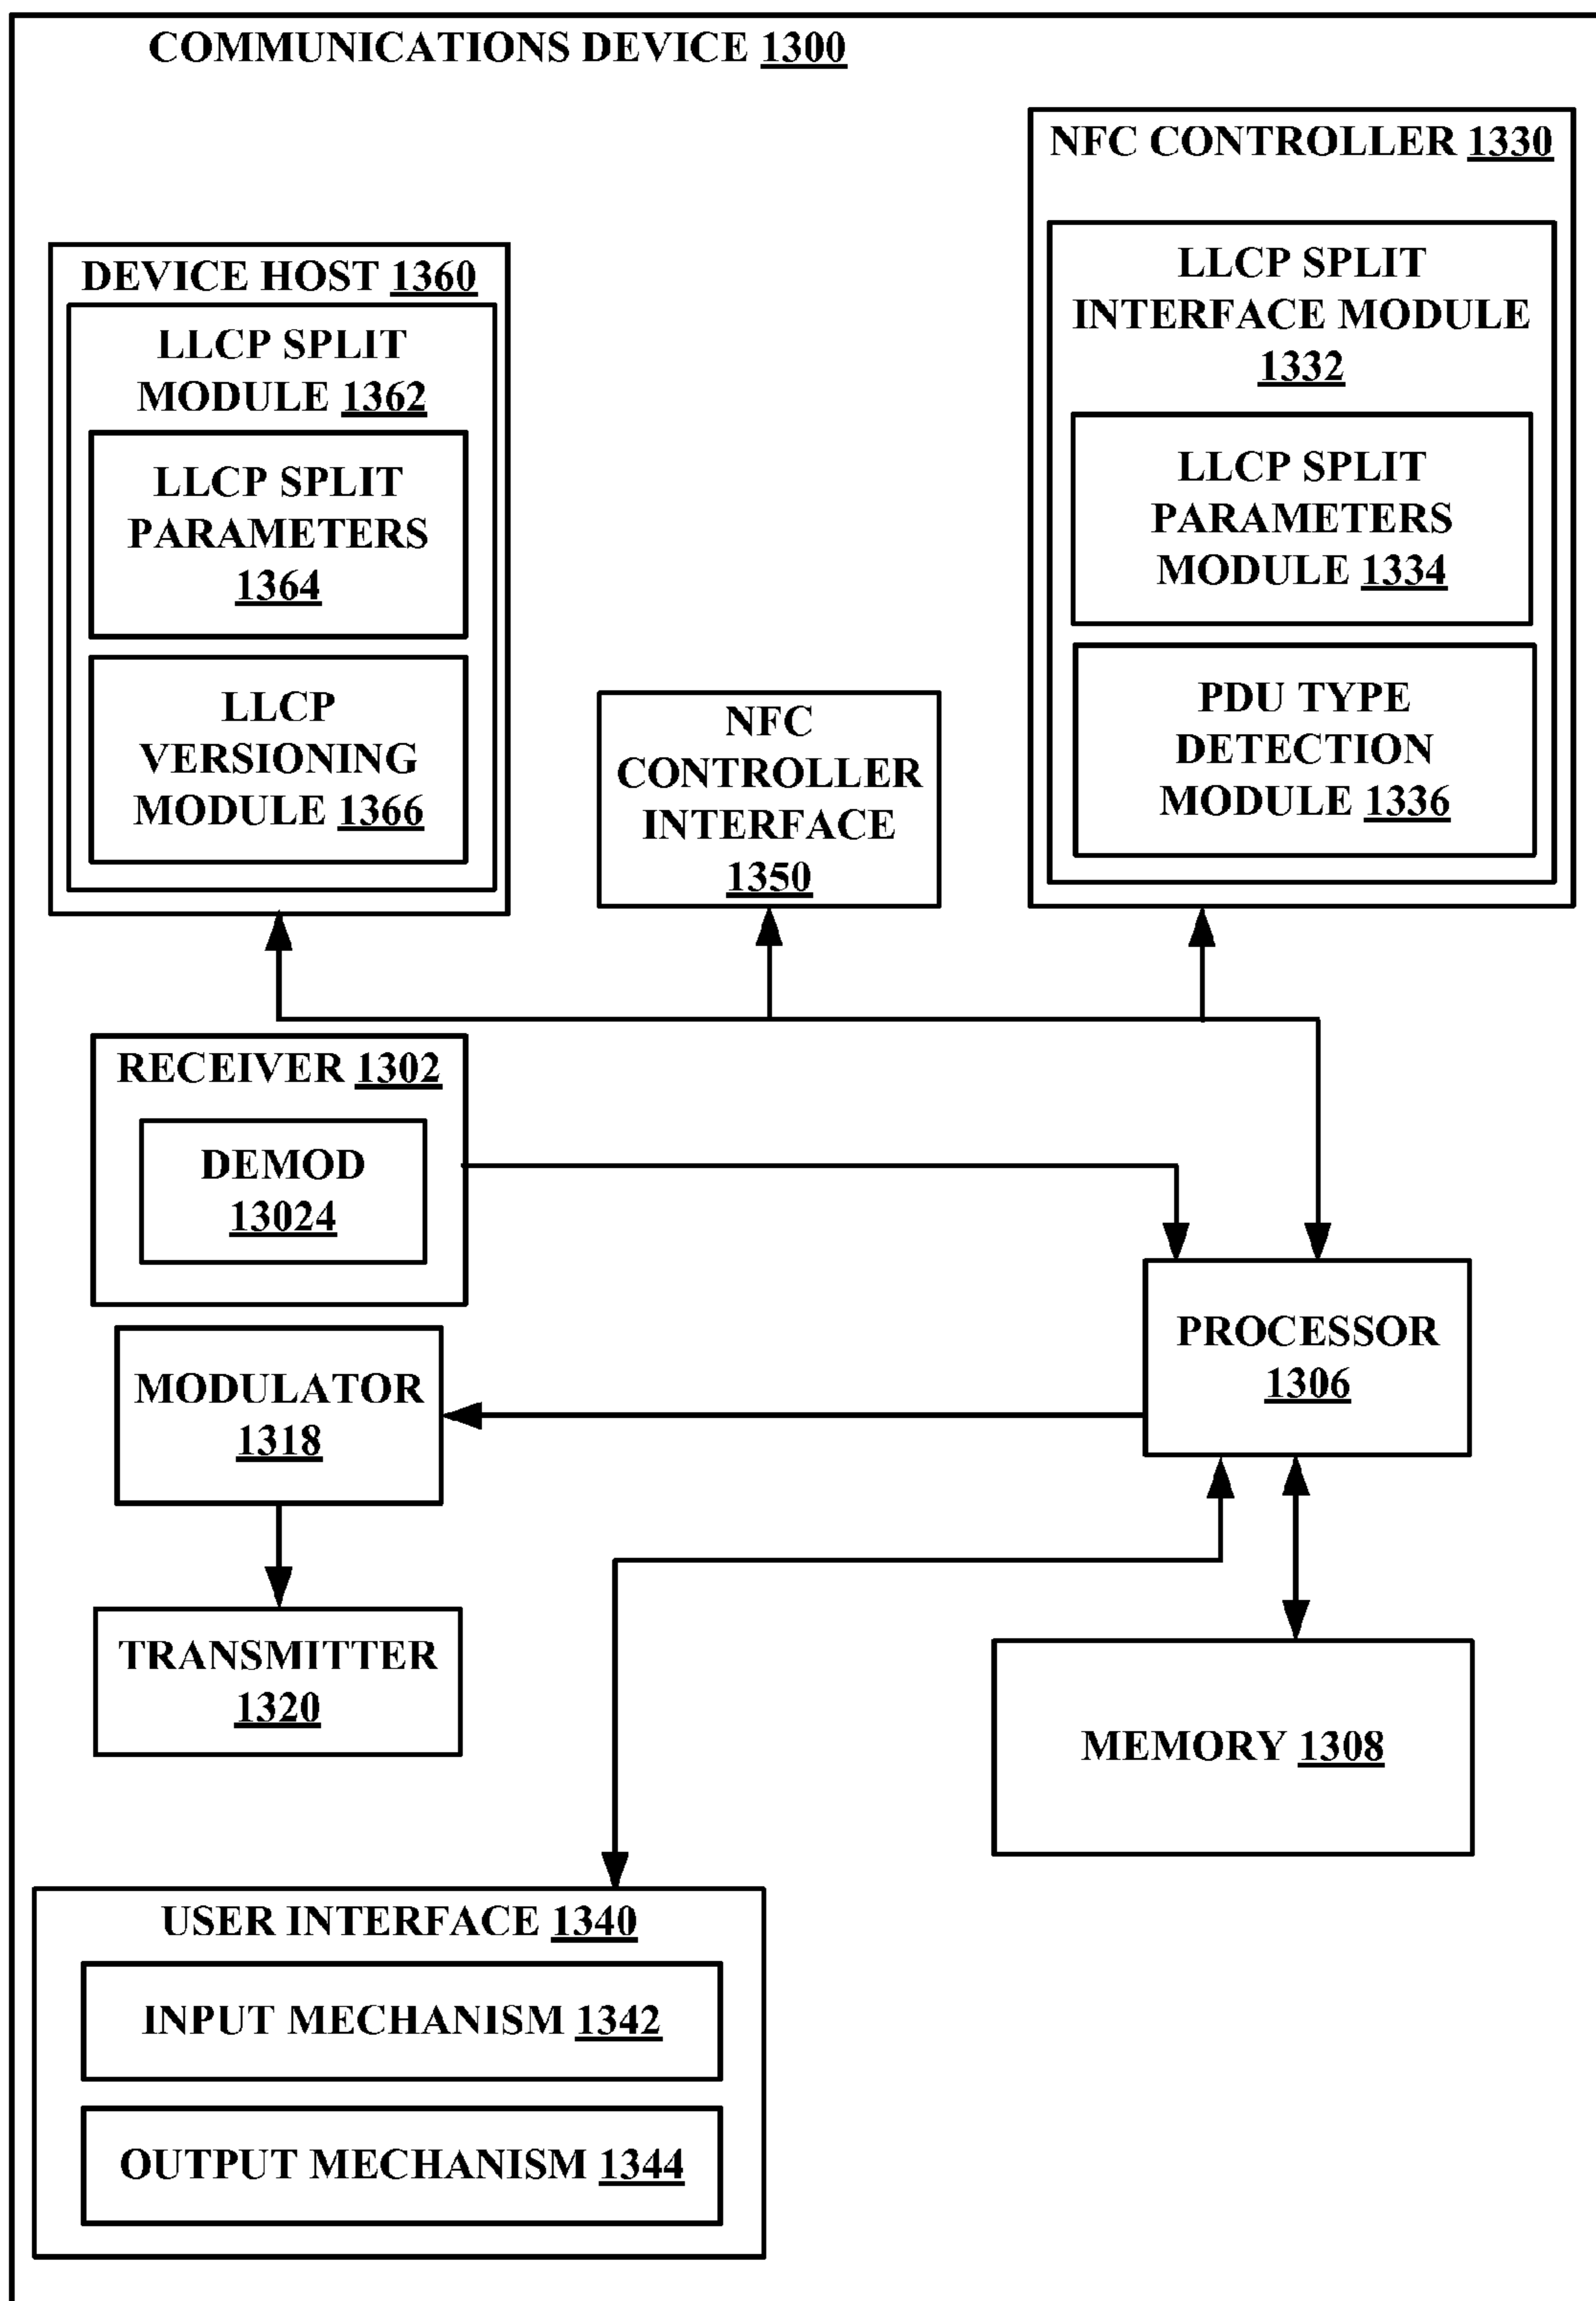 COMMUNICATIONS DEVICE 1300
NFC CONTROLLER 1330
LLCP SPLIT
INTERFACE MODULE
1332
LLCP SPLIT
PARAMETERS
MODULE 1334
PDU TYPE
DETECTION
MODULE 1336
DEVICE HOST 1360
LLCP SPLIT
MODULE 1362
LLCP SPLIT
PARAMETERS
1364
LLCP
VERSIONING
MODULE 1366
NFC
CONTROLLER
INTERFACE
1350
RECEIVER 1302
DEMOD
13024
PROCESSOR
1306
MODULATOR
1318
TRANSMITTER
1320
MEMORY 1308
USER INTERFACE 1340
INPUT MECHANISM 1342
OUTPUT MECHANISM 1344